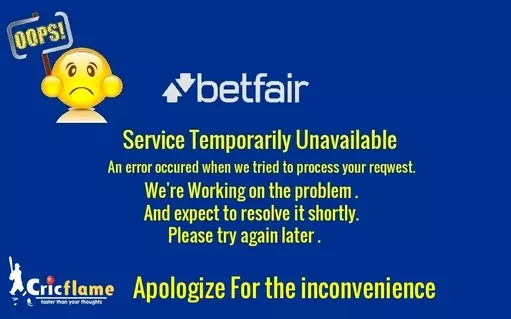 OOPS!
betfair
Service Temporarily Unavailable
An error occured when we tried to process your reqwest.
We're Working on the problem .
And expect to resolve it shortly.
Please try again later .
Cricflame
faster than your thoughts
Apologize For the inconvenience